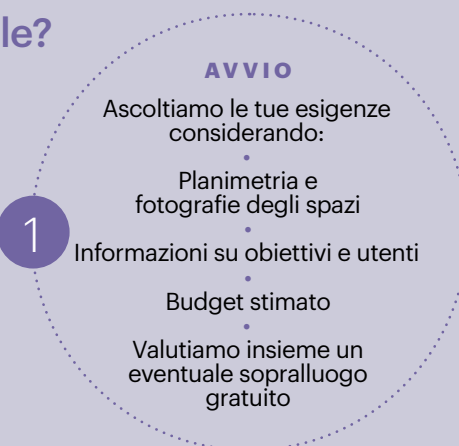 le?
AVVIO
Ascoltiamo le tue esigenze
considerando:
•
Planimetria e
fotografie degli spazi
•
1
Informazioni su obiettivi e utenti
•
Budget stimato
•
Valutiamo insieme un
eventuale sopralluogo
gratuito